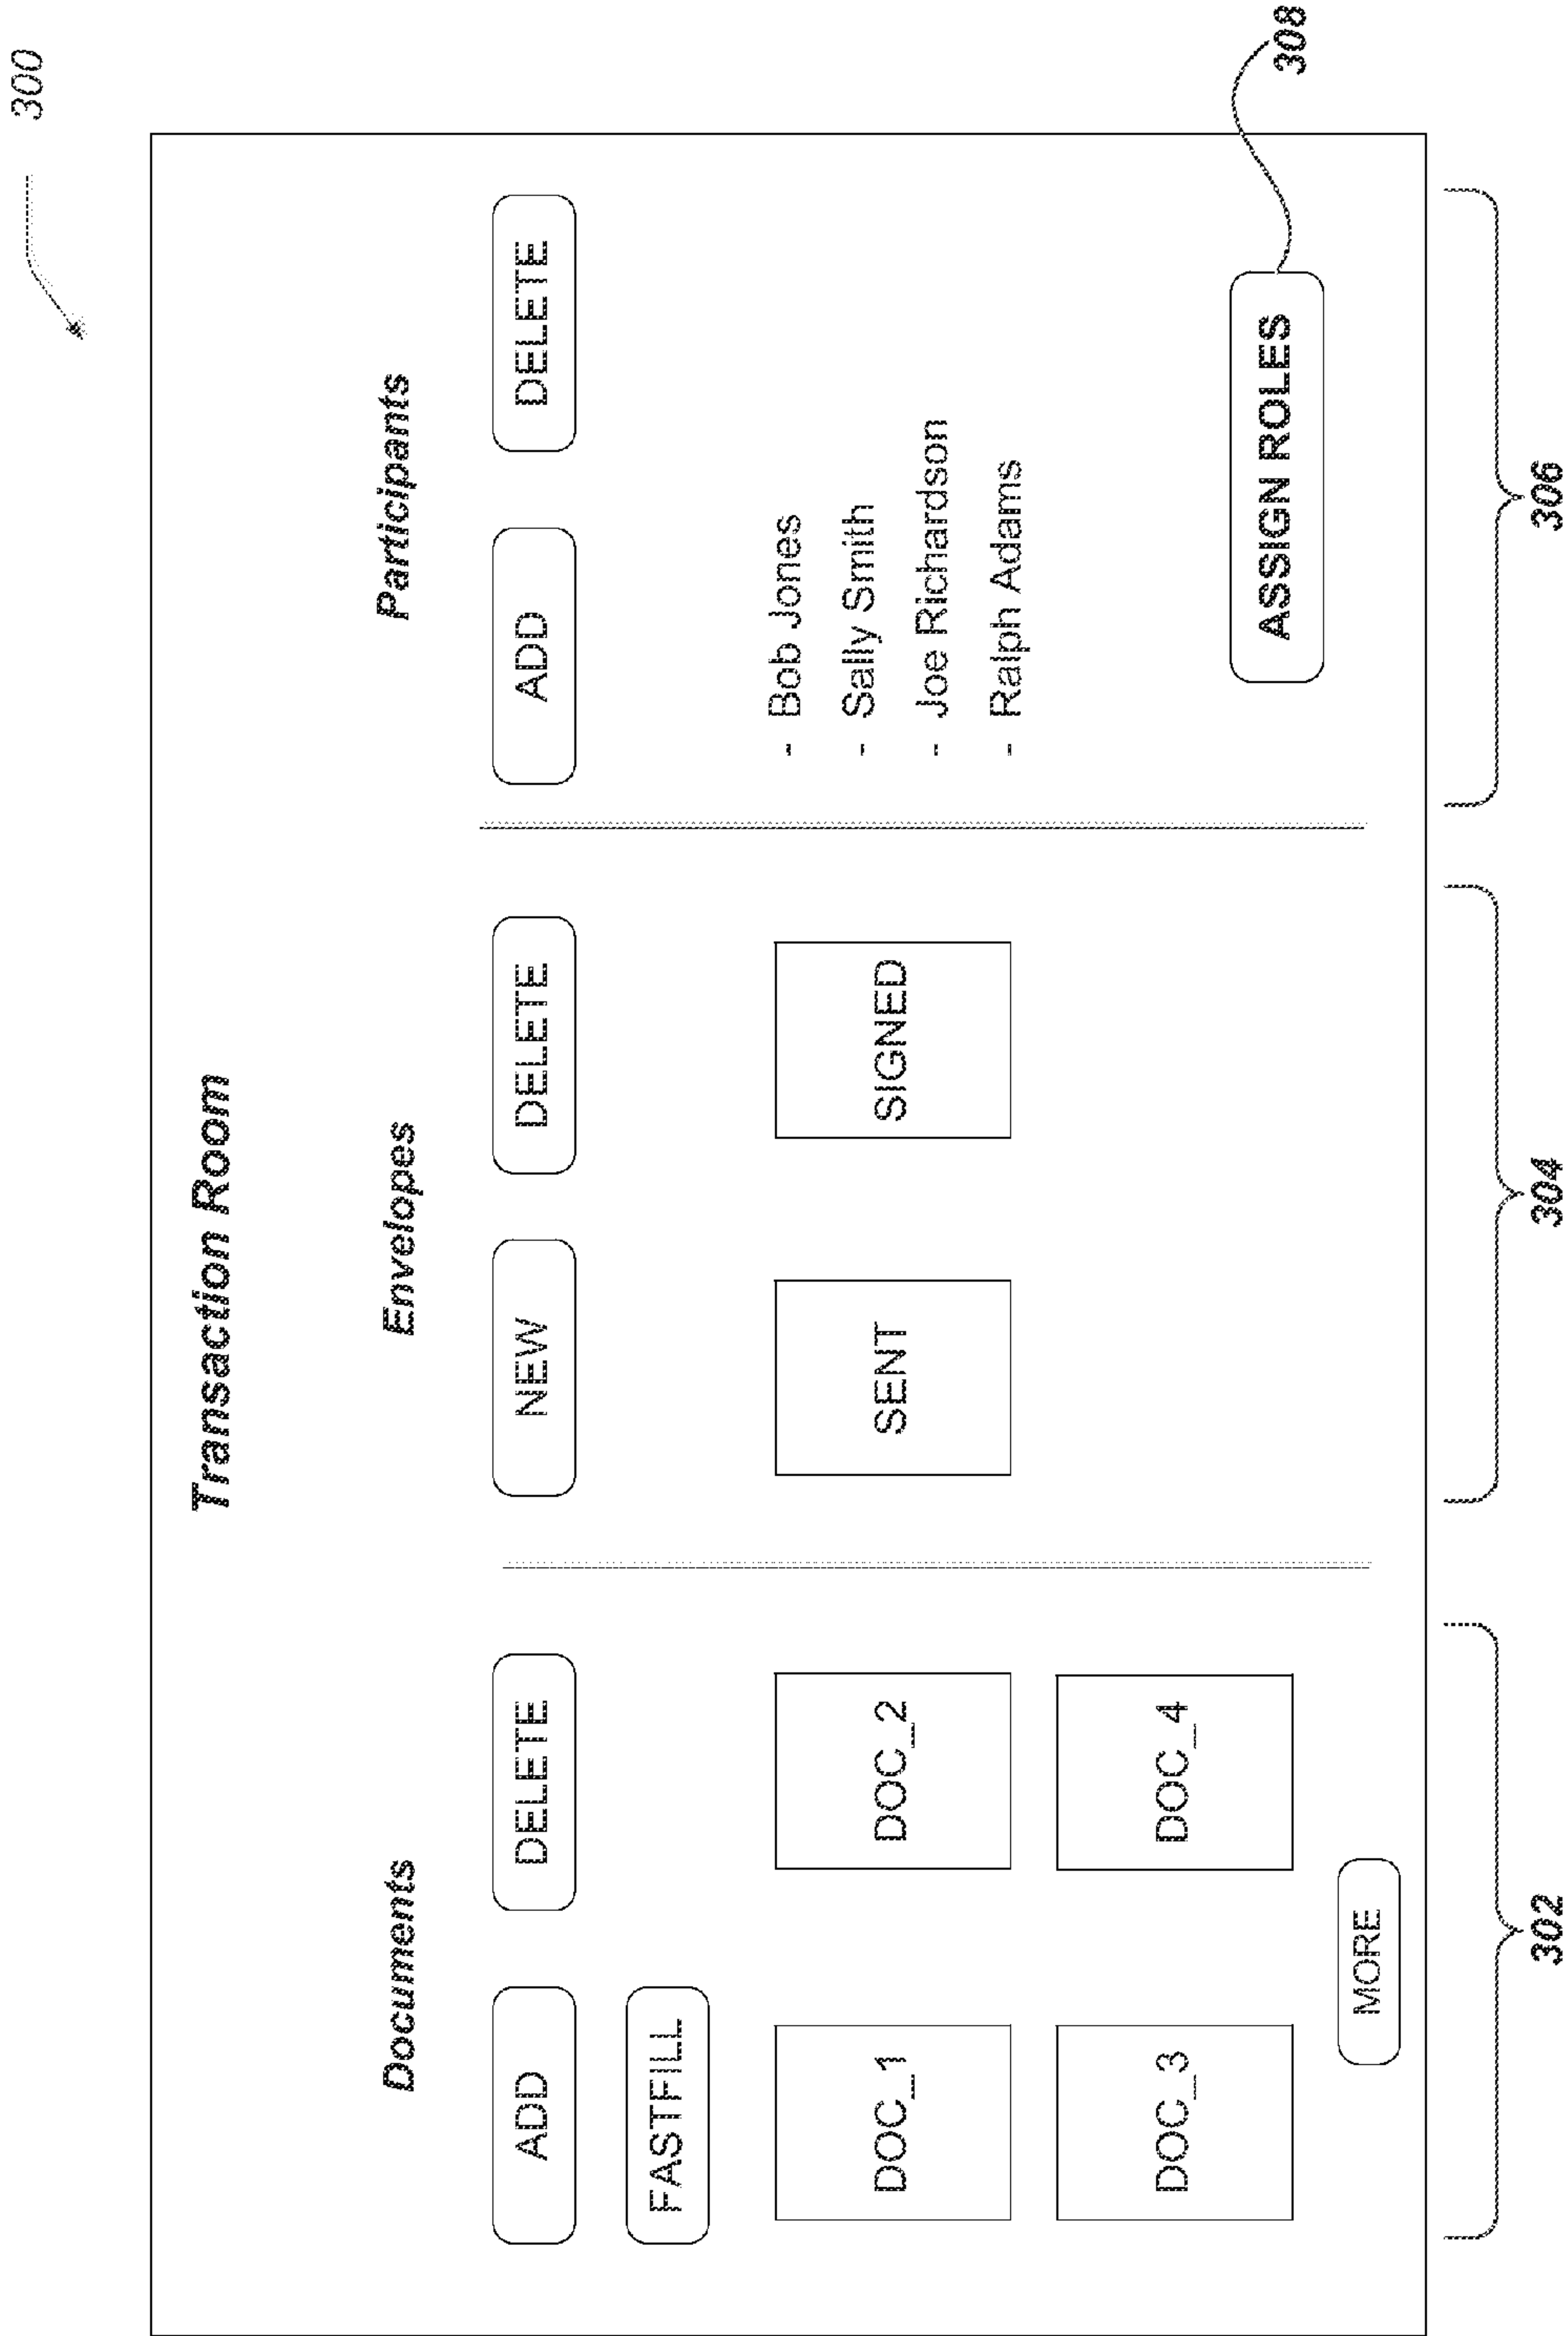 300
Transaction Room
Documents
Envelopes
Participants
ADD
DELETE
NEW
DELETE
ADD
DELETE
FASTFILL
DOC_1
DOC_2
SENT
SIGNED
- Bob Jones
- Sally Smith
- Joe Richardson
- Ralph Adams
DOC_3
DOC_4
ASSIGN ROLES
308
MORE
302
304
306